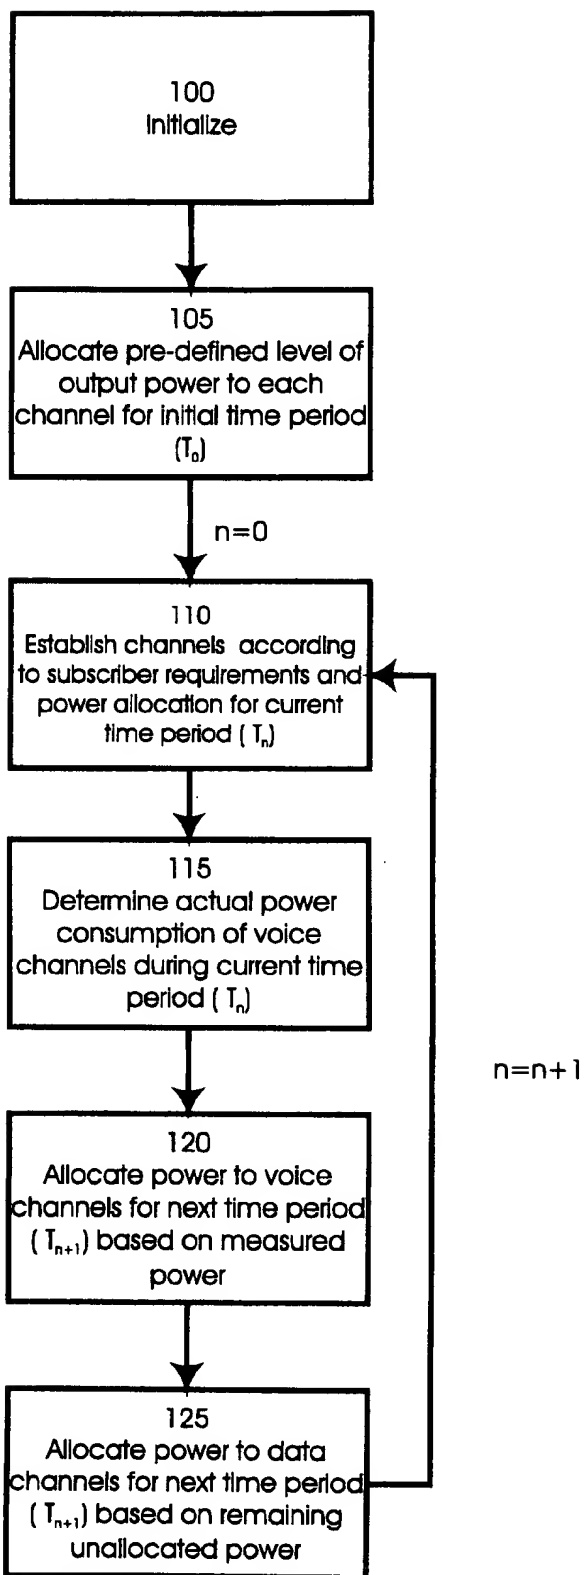 100
Initialize
105
Allocate pre-defined level of
output power to each
channel for initial time period
(T₀)
n=0
110
Establish channels according
to subscriber requirements and
power allocation for current
time period ( Tₙ)
115
Determine actual power
consumption of voice
channels during current time
period ( Tₙ)
n=n+1
120
Allocate power to voice
channels for next time period
( Tₙ₊₁) based on measured
power
125
Allocate power to data
channels for next time period
( Tₙ₊₁) based on remaining
unallocated power